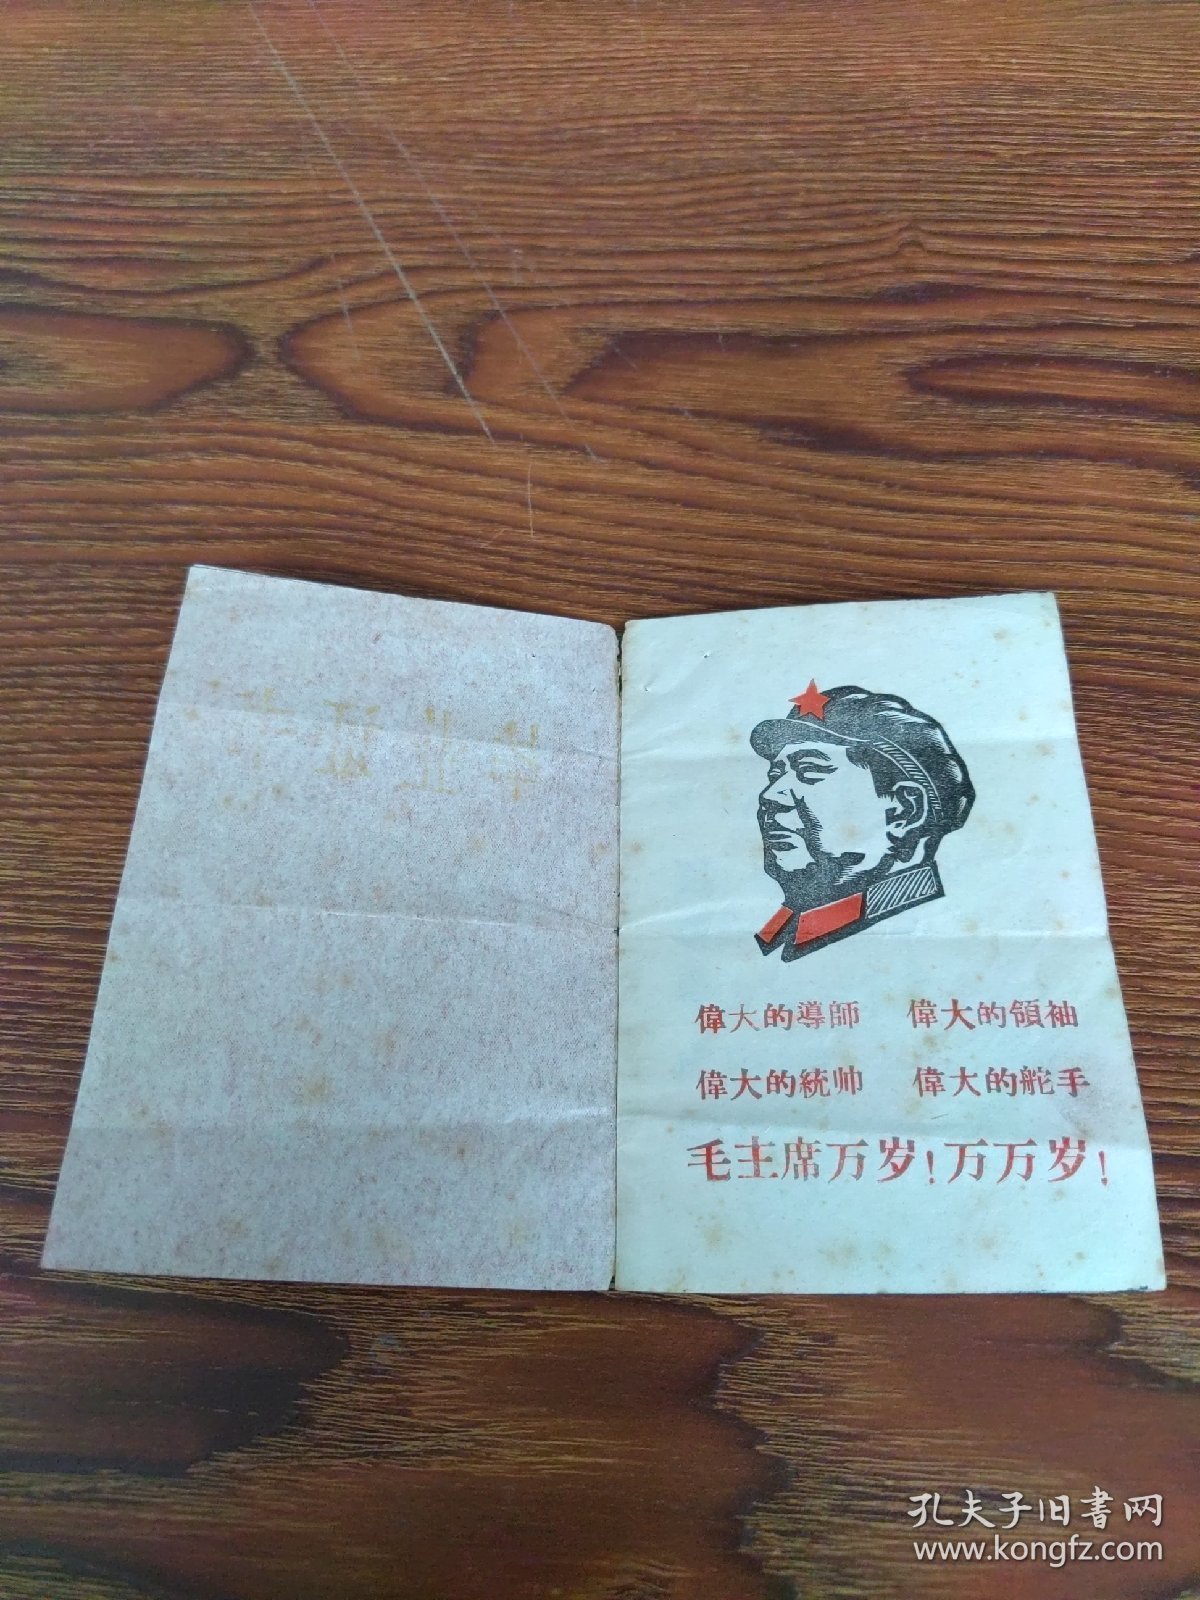 偉大的導師 偉大的領袖
偉大的統帅 偉大的舵手
毛主席万岁！万万岁！
孔夫子旧書网
www.kongfz.com